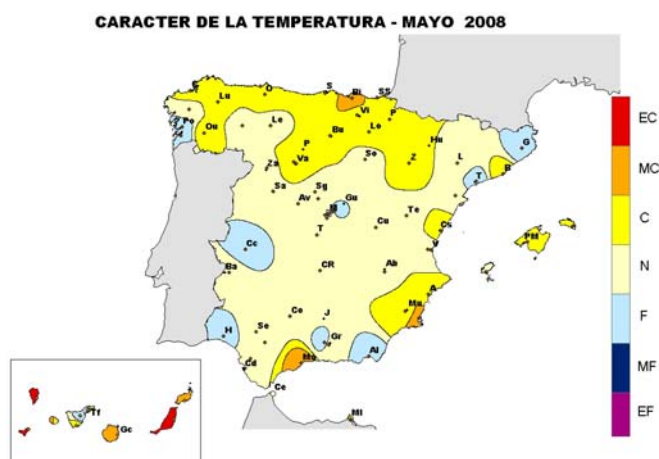 CARACTER DE LA TEMPERATURA - MAYO 2008
C
Lu
O
S
Bi
SS
Vi
P
Po
Ou
Le
Bu
Lo
Hu
P
Va
Za
So
Z
L
G
B
T
Sa
Sg
Av
Gu
M
Te
Cs
T
Cu
V
PM
Cc
Ba
CR
Ab
A
Mu
Co
J
H
Se
Gr
Al
Cd
Mg
Ce
Ml
Tf
Gc
EC
MC
C
N
F
MF
EF